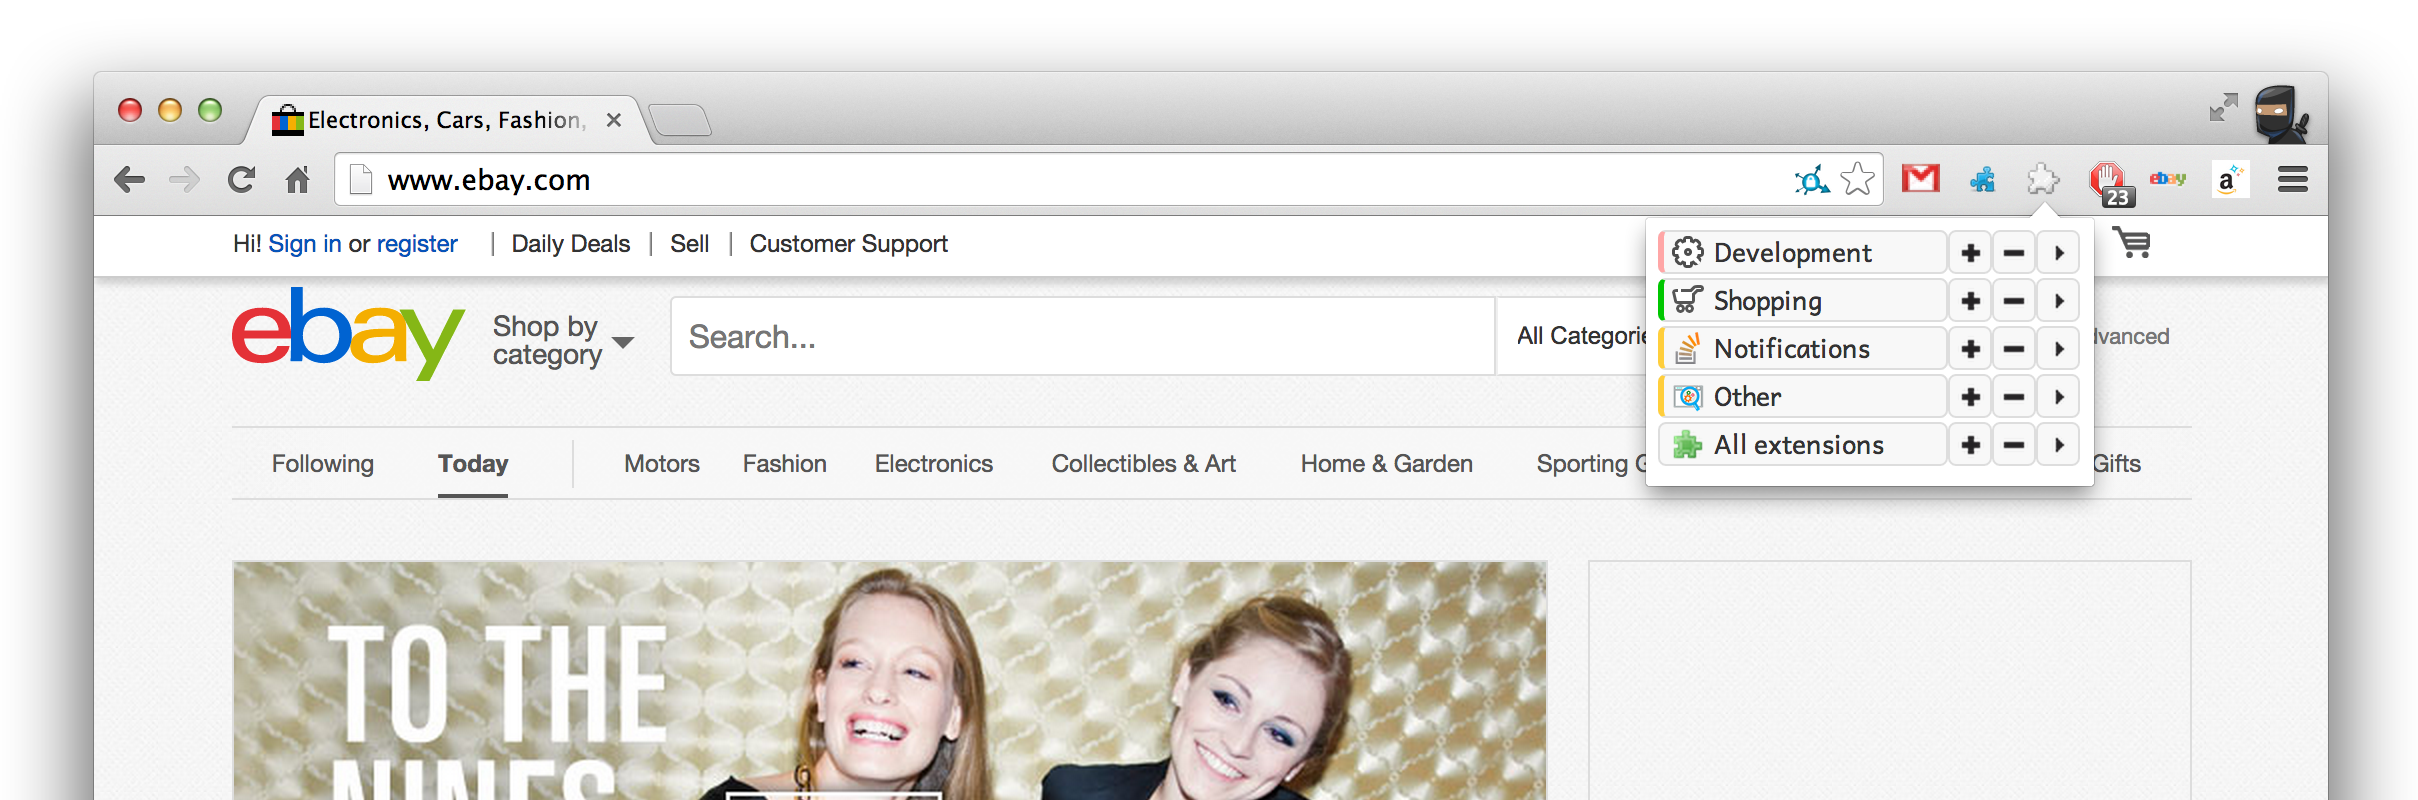 Electronics, Cars, Fashion,
www.ebay.com
23
ebay
a
Hi! Sign in or register | Daily Deals | Sell | Customer Support
ebay
Shop by
category
Search...
All Categorie
Development
Shopping
Notifications
Other
All extensions
dvanced
Following
Today
Motors
Fashion
Electronics
Collectibles & Art
Home & Garden
Sporting G
Gifts
TO THE
NINES